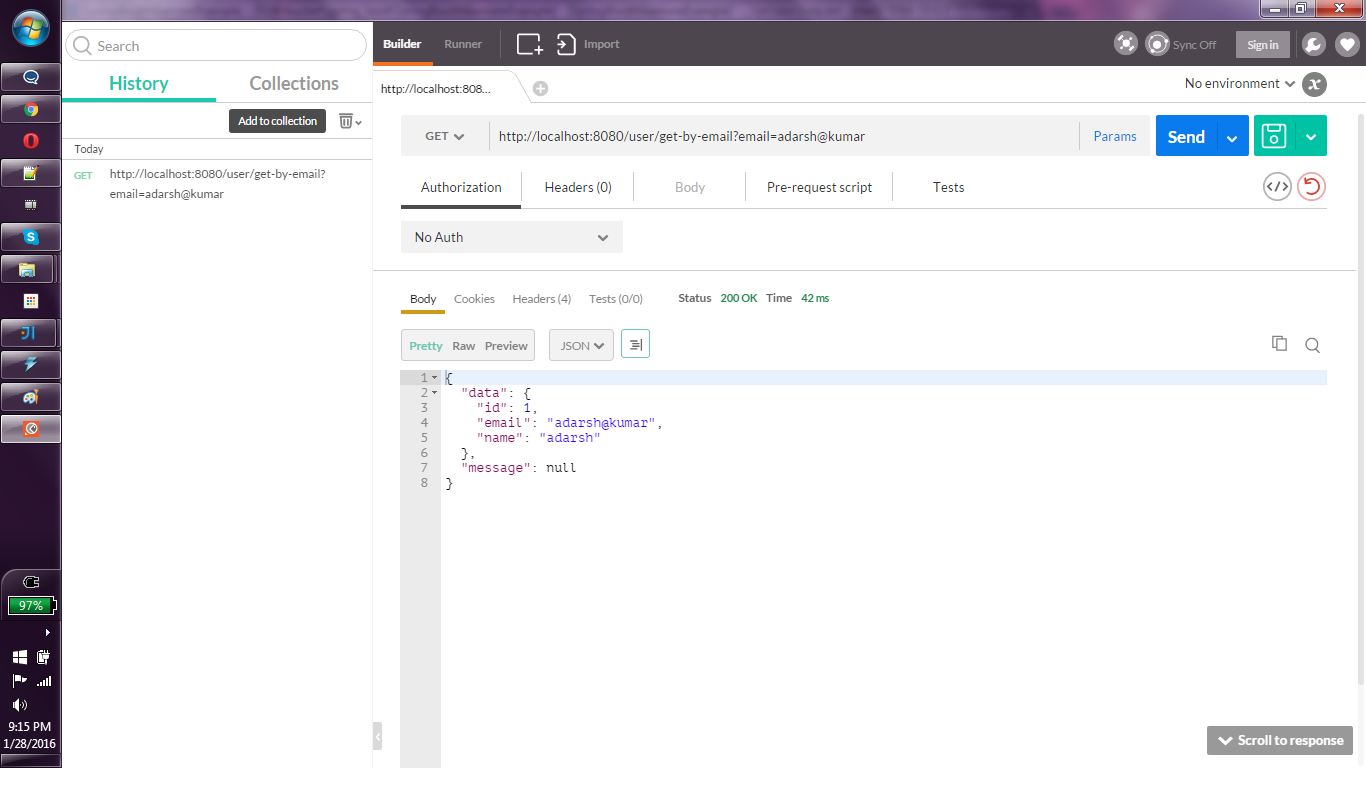 Search
History Collections
Add to collection
Today
GET http://localhost:8080/user/get-by-email?
email=adarsh@kumar
Builder Runner Import Sync Off Sign in
http://localhost:808... No environment
GET http://localhost:8080/user/get-by-email?email=adarsh@kumar Params Send
Authorization Headers (0) Body Pre-request script Tests
No Auth
Body Cookies Headers (4) Tests (0/0) Status 200 OK Time 42 ms
Pretty Raw Preview JSON
1 {
2 "data": {
3 "id": 1,
4 "email": "adarsh@kumar",
5 "name": "adarsh"
6 },
7 "message": null
8 }
Scroll to response
97%
9:15 PM
1/28/2016